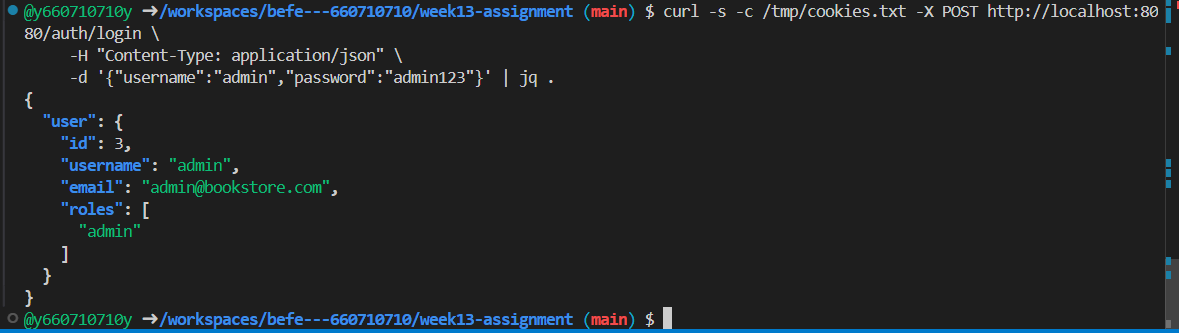 @y660710710y ➜/workspaces/befe---660710710/week13-assignment (main) $ curl -s -c /tmp/cookies.txt -X POST http://localhost:80
80/auth/login \
     -H "Content-Type: application/json" \
     -d '{"username":"admin","password":"admin123"}' | jq .
{
  "user": {
    "id": 3,
    "username": "admin",
    "email": "admin@bookstore.com",
    "roles": [
      "admin"
    ]
  }
}
@y660710710y ➜/workspaces/befe---660710710/week13-assignment (main) $